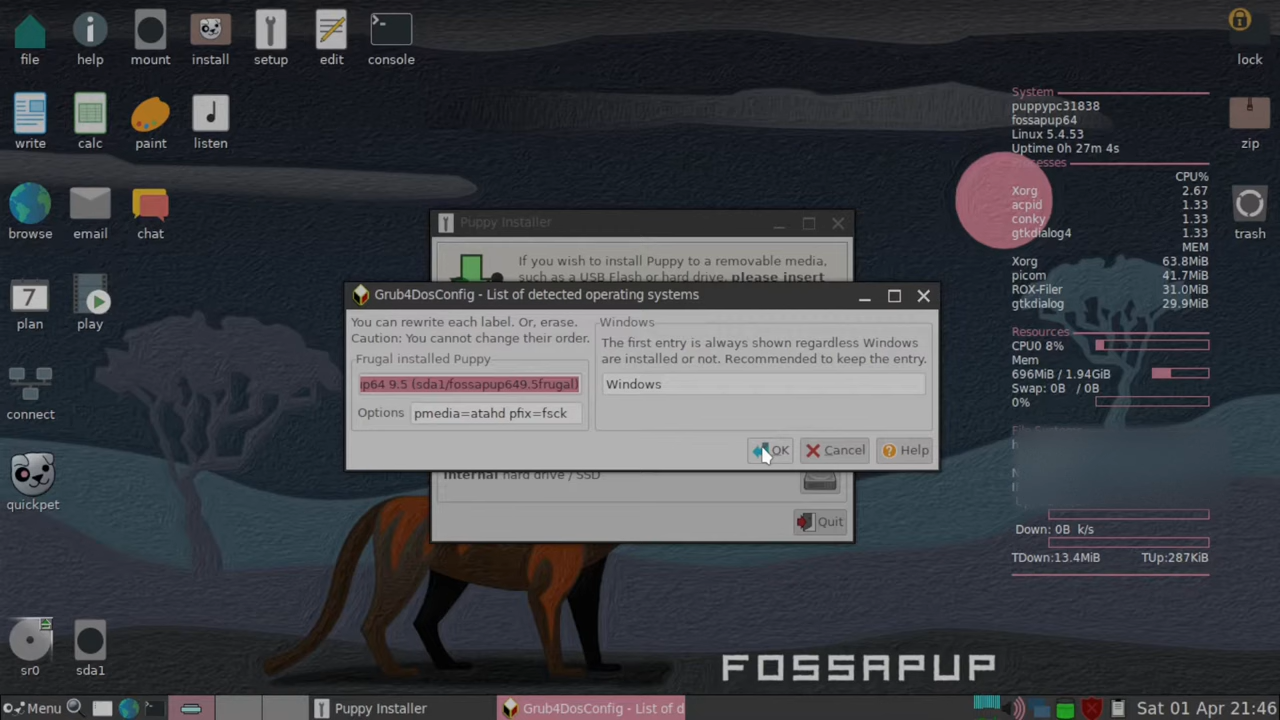 file
help
mount
install
setup
edit
console
lock
write
calc
paint
listen
zip
browse
email
chat
trash
7
plan
play
connect
quickpet
sr0
sda1
System
puppypc31838
fossapup64
Linux 5.4.53
Uptime 0h 27m 4s
Processes
CPU%
Xorg 2.67
acpid 1.33
conky 1.33
gtkdialog4 1.33
MEM
Xorg 63.8MiB
picom 41.7MiB
ROX-Filer 31.0MiB
gtkdialog 29.9MiB
Resources
CPU0 8%
Mem
696MiB / 1.94GiB
Swap: 0B / 0B
0%
Down: 0B k/s
TDown:13.4MiB TUp:287KiB
Puppy Installer
If you wish to install Puppy to a removable media,
such as a USB Flash or hard drive, please insert
Grub4DosConfig - List of detected operating systems
You can rewrite each label. Or, erase.
Caution: You cannot change their order.
Frugal installed Puppy
p64 9.5 (sda1/fossapup649.5frugal)
Options pmedia=atahd pfix=fsck
Windows
The first entry is always shown regardless Windows
are installed or not. Recommended to keep the entry.
Windows
OK
Cancel
Help
Internal hard drive / SSD
Quit
FOSSAPUP
Menu
Puppy Installer
Grub4DosConfig - List of d
Sat 01 Apr 21:46